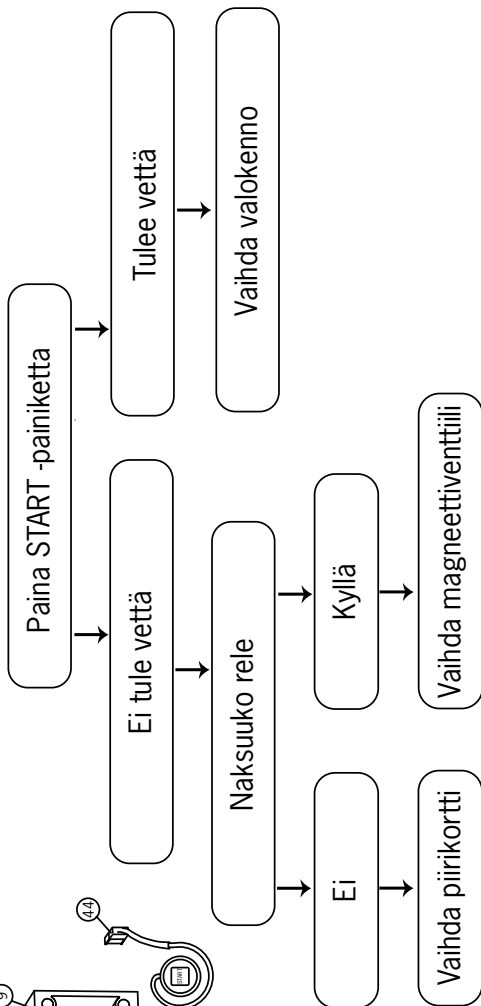 Paina START -painiketta
Ei tule vettä
Tulee vettä
Naksuuko rele
Vaihda valokenno
Ei
Kyllä
Vaihda piirikortti
Vaihda magneettiventtiili
44
START